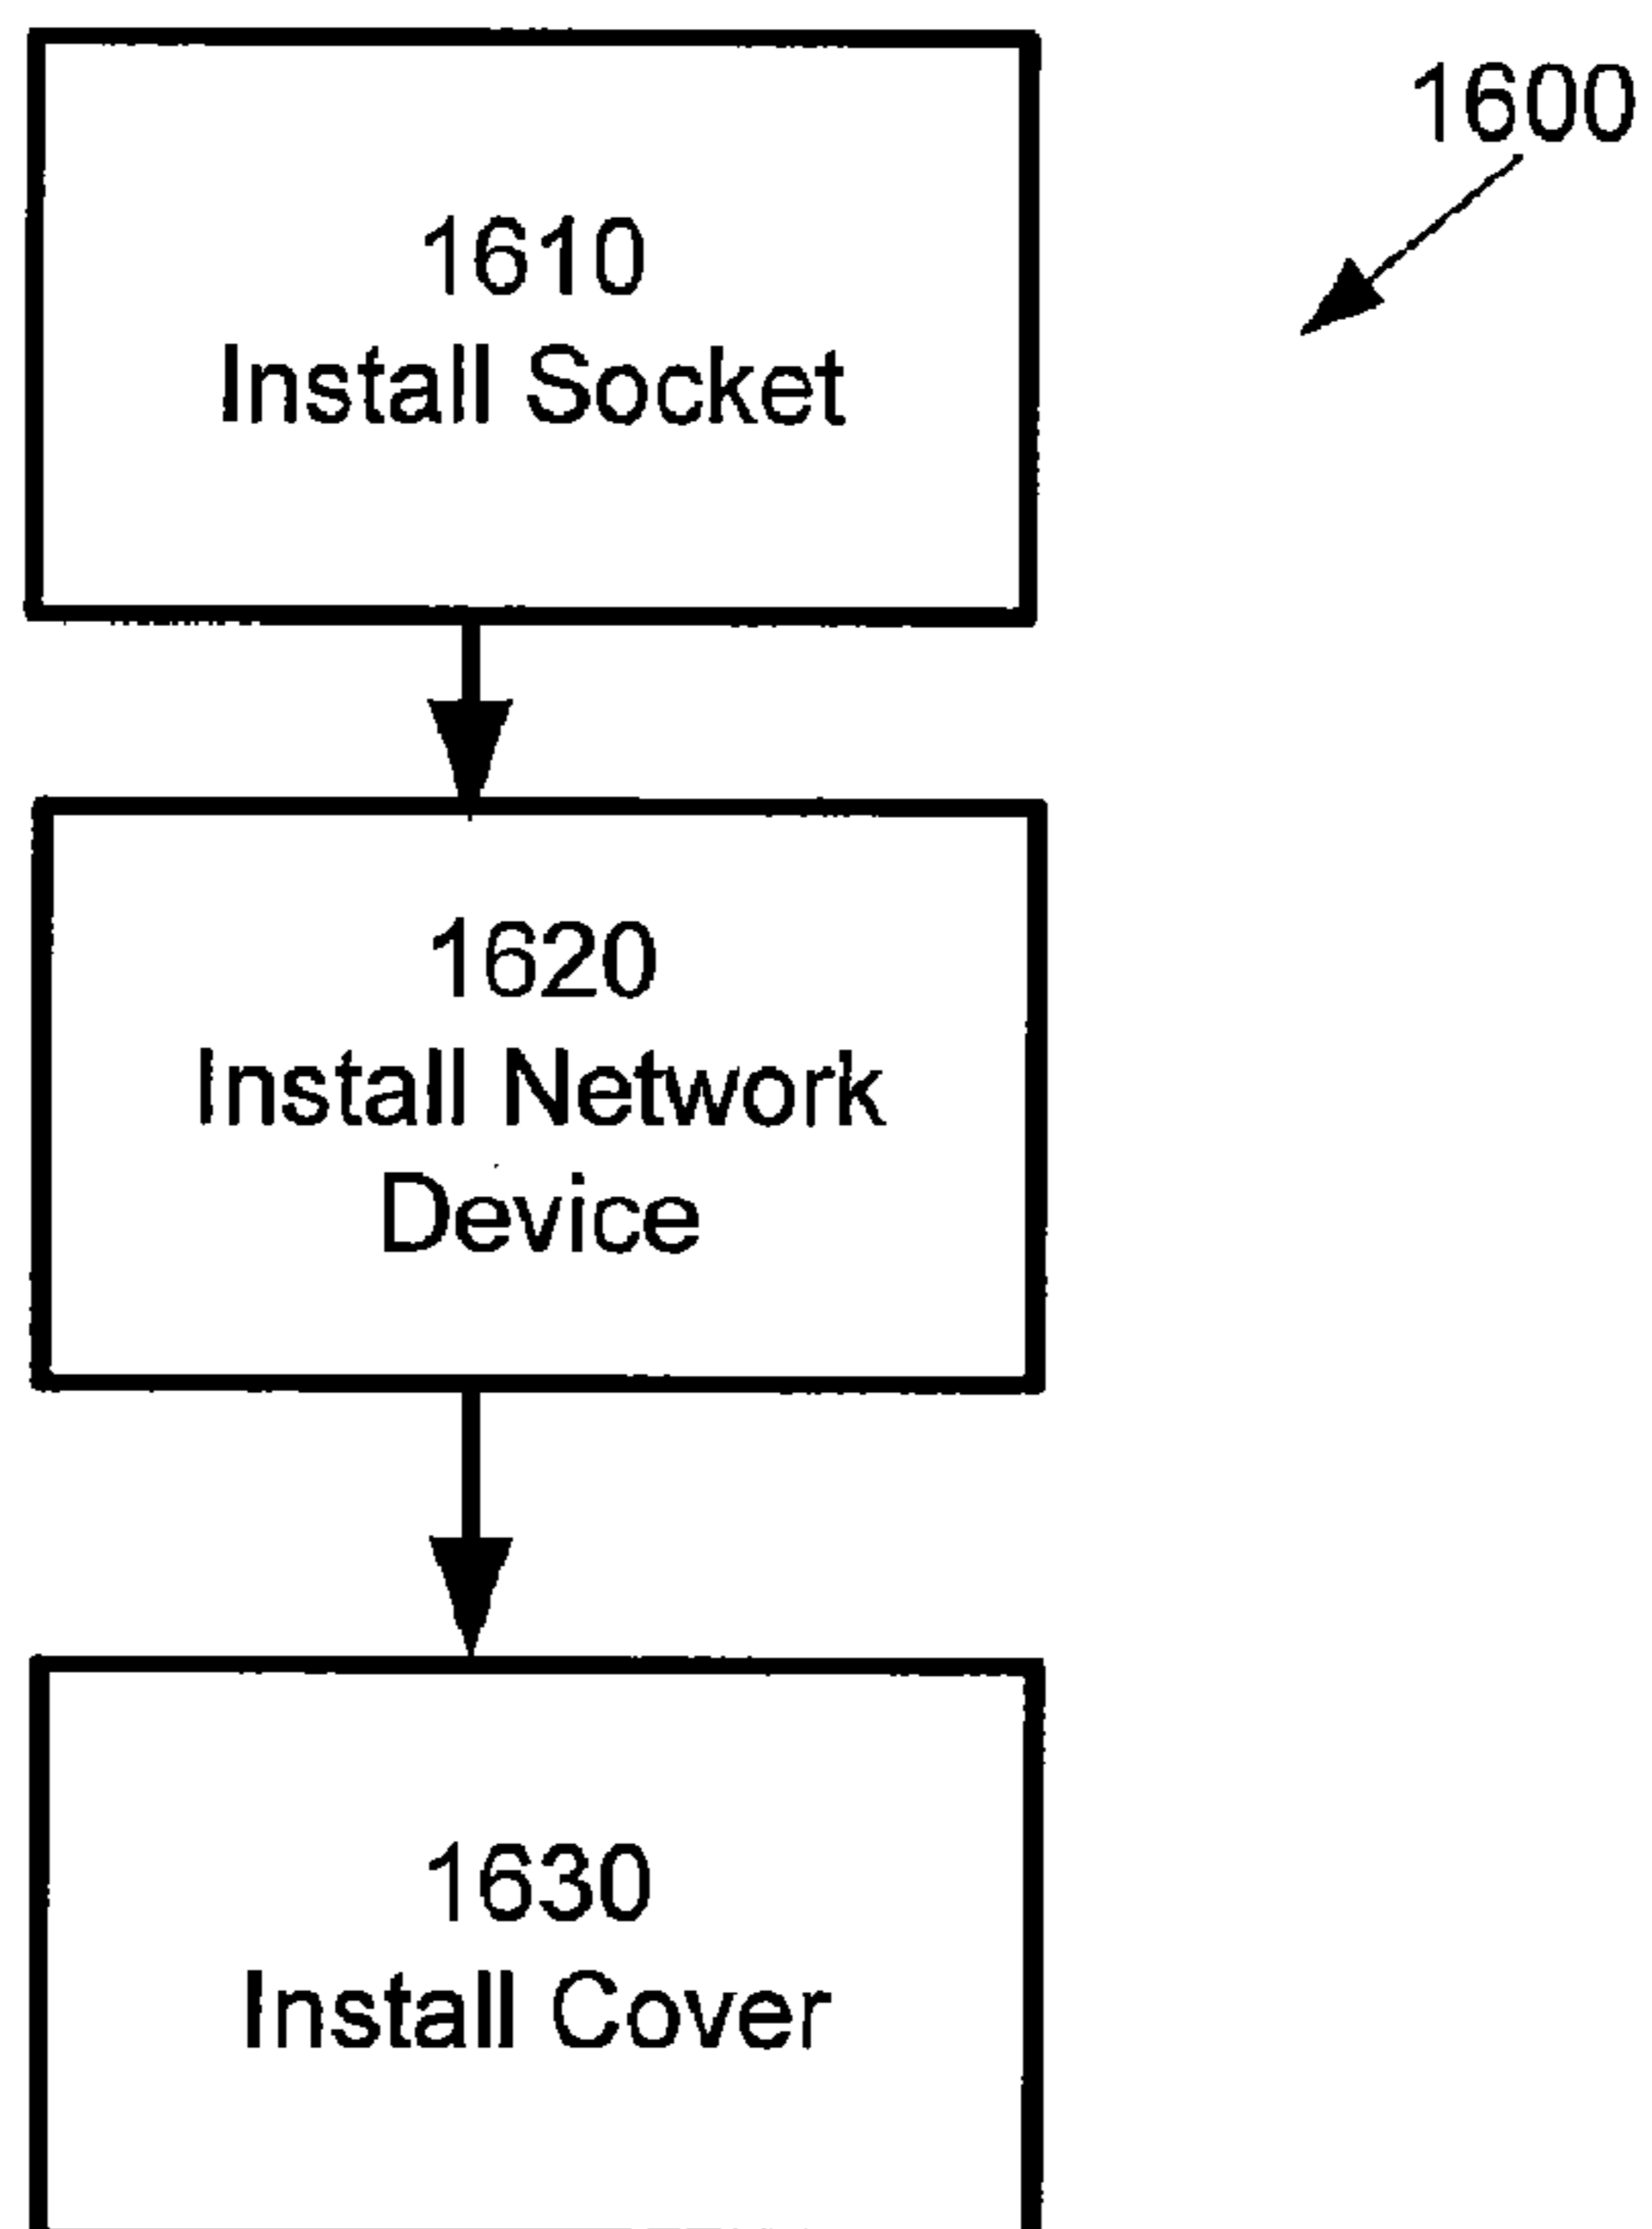 1600
1610
Install Socket
1620
Install Network
Device
1630
Install Cover